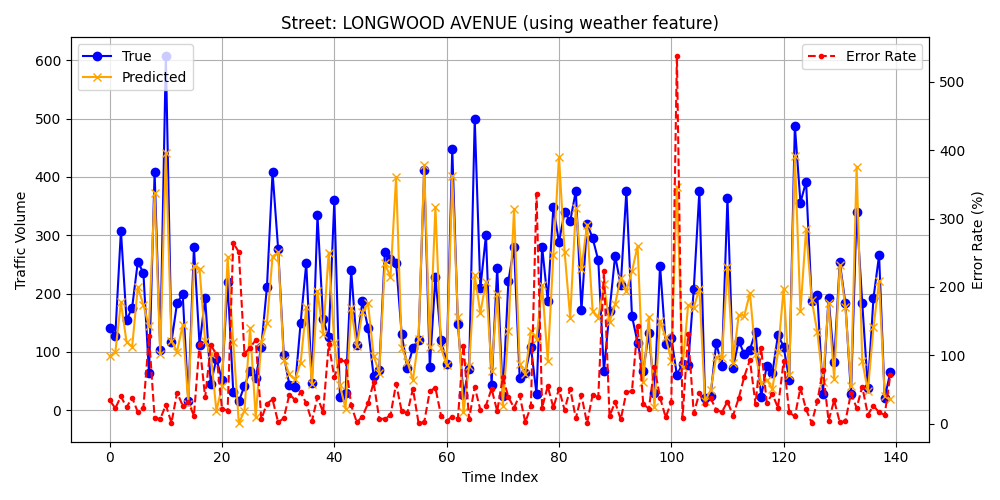 Street: LONGWOOD AVENUE (using weather feature)
True
Predicted
Error Rate
Traffic Volume
600
500
400
300
200
100
0
500
400
300
200
100
0
Error Rate (%)
0 20 40 60 80 100 120 140
Time Index